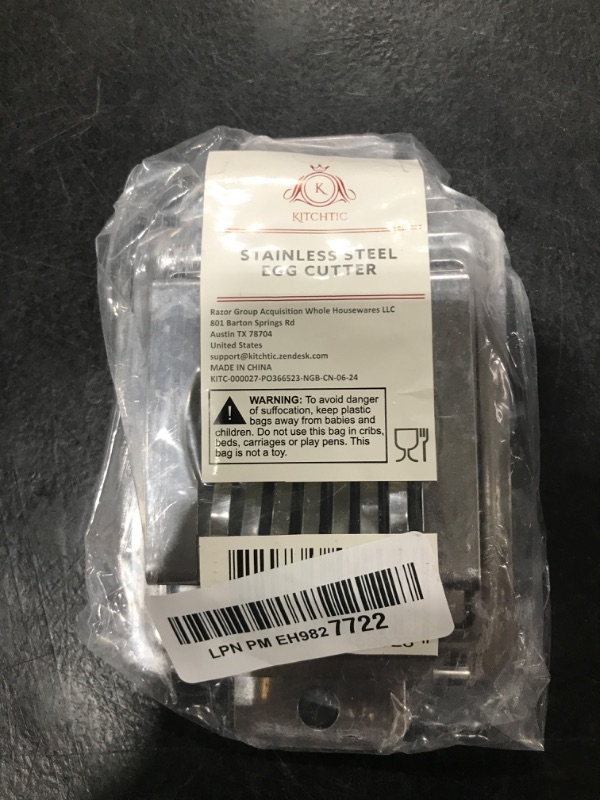 K
KITCHTIC
STAINLESS STEEL
EGG CUTTER
Razor Group Acquisition Whole Housewares LLC
801 Barton Springs Rd
Austin TX 78704
United States
support@kitchtic.zendesk.com
MADE IN CHINA
KITC-000027-PO366523-NGB-CN-06-24
WARNING: To avoid danger
of suffocation, keep plastic
bags away from babies and
children. Do not use this bag in cribs,
beds, carriages or play pens. This
bag is not a toy.
LPN PM EH9827722